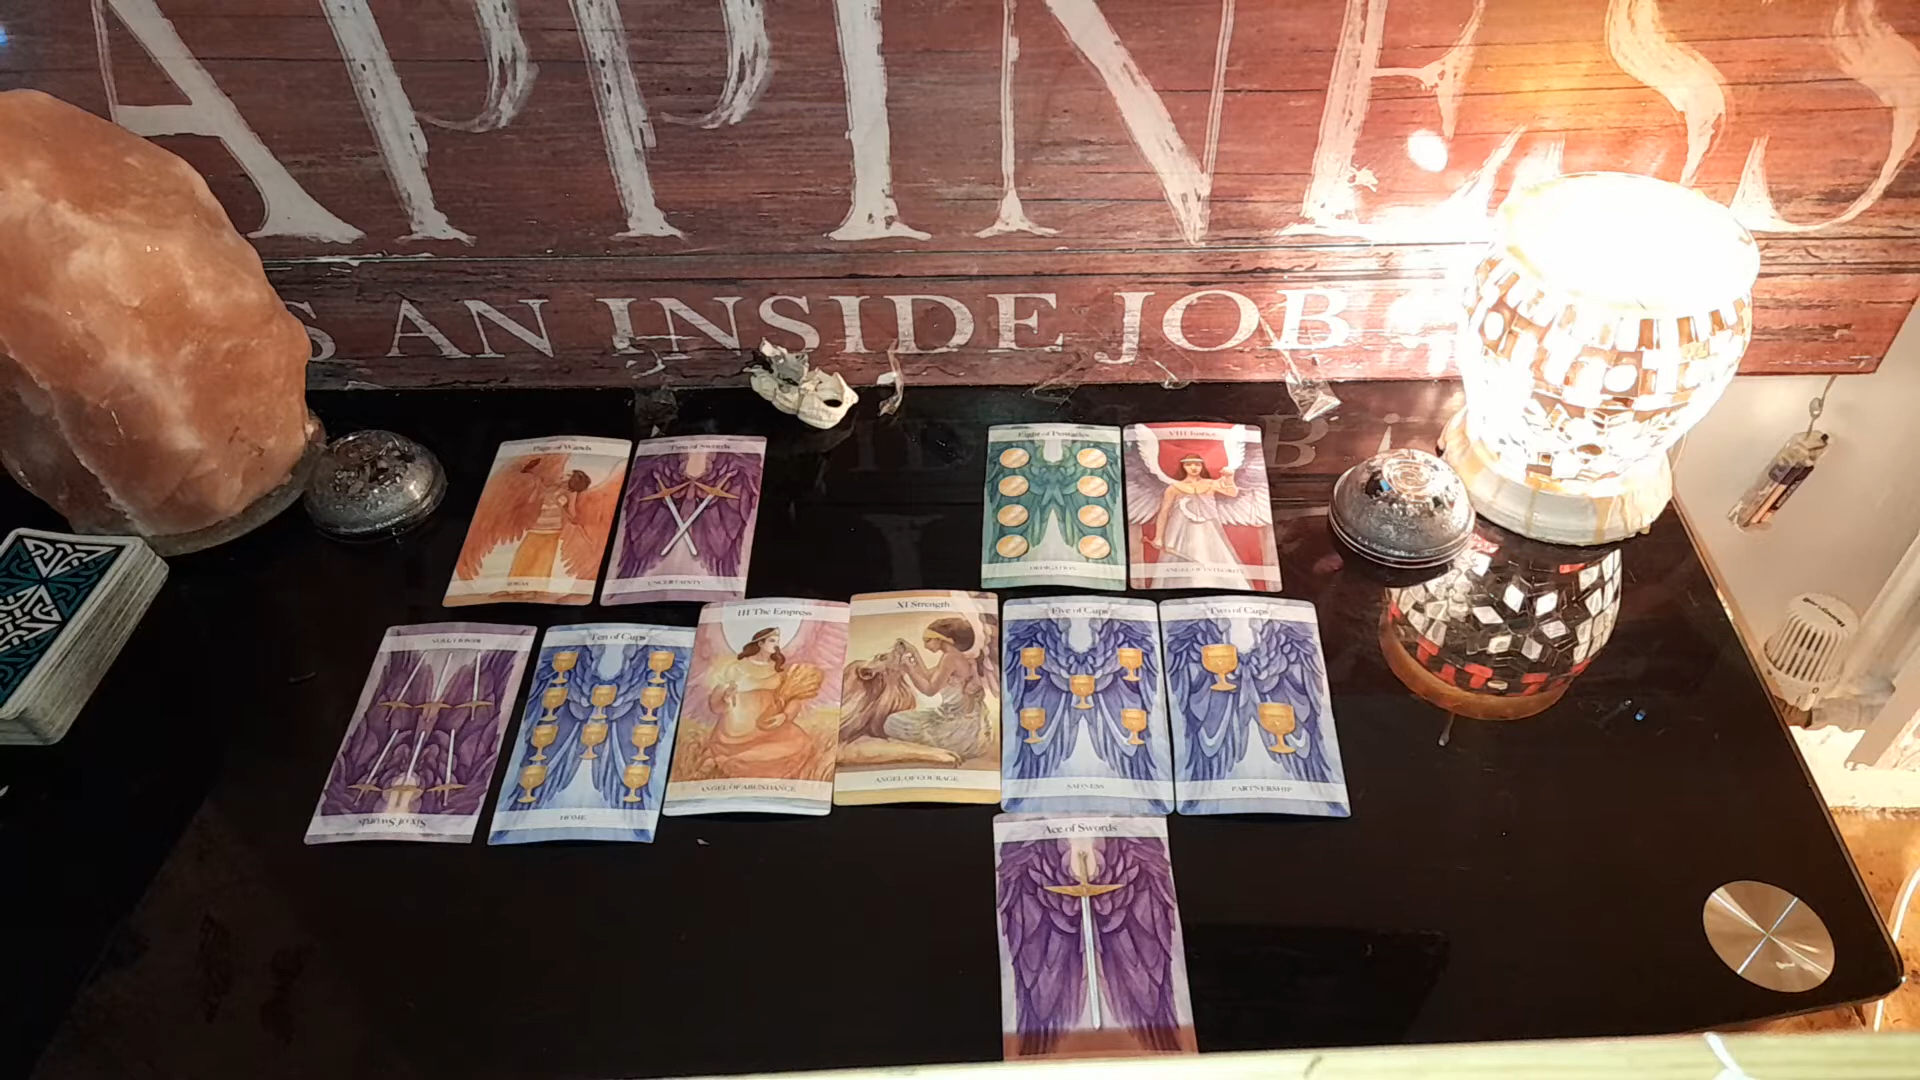 APPINESS
S AN INSIDE JOB
Page of Wands
Two of Swords
Eight of Pentacles
VIII Justice
UNCERTAINTY
DEDICATION
ANGEL OF INTEGRITY
Ten of Cups
III The Empress
XI Strength
Five of Cups
Two of Cups
Six of Swords
HOME
ANGEL OF ABUNDANCE
ANGEL OF COURAGE
SADNESS
PARTNERSHIP
Ace of Swords